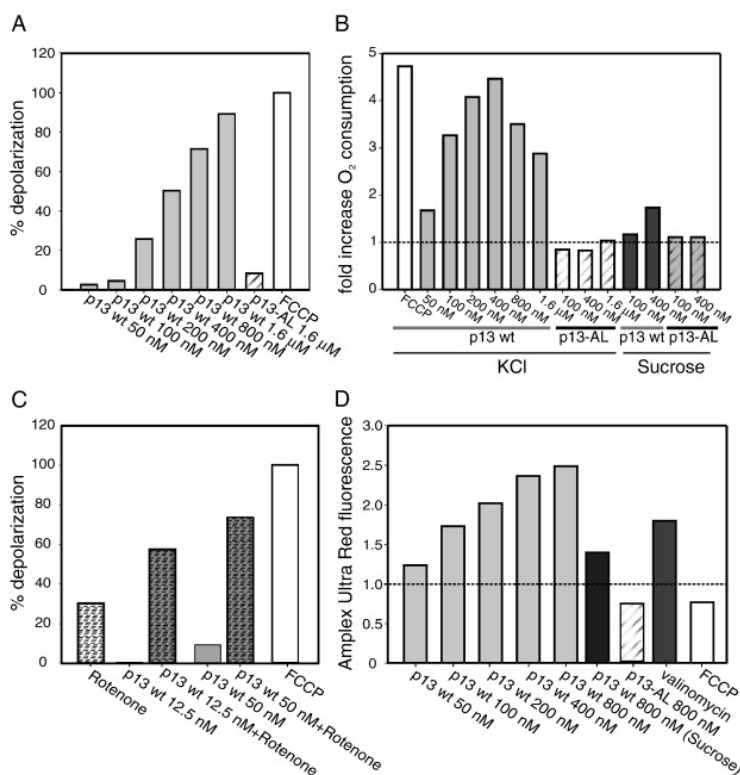 A
% depolarization
120
100
80
60
40
20
0
p13 wt 50 nM
p13 wt 100 nM
p13 wt 200 nM
p13 wt 400 nM
p13 wt 800 nM
p13 wt 1.6 μM
p13-AL 1.6 μM
FCCP
B
fold increase O₂ consumption
5
4
3
2
1
0
FCCP
50 nM
100 nM
200 nM
400 nM
800 nM
1.6 μM
100 nM
400 nM
1.6 μM
100 nM
400 nM
100 nM
400 nM
p13 wt
p13-AL
p13 wt
p13-AL
KCl
Sucrose
C
% depolarization
120
100
80
60
40
20
0
Rotenone
p13 wt 12.5 nM
p13 wt 12.5 nM+Rotenone
p13 wt 50 nM
p13 wt 50 nM+Rotenone
FCCP
D
Amplex Ultra Red fluorescence
3.0
2.5
2.0
1.5
1.0
0.5
0.0
p13 wt 50 nM
p13 wt 100 nM
p13 wt 200 nM
p13 wt 400 nM
p13 wt 800 nM
p13 wt 800 nM (Sucrose)
p13-AL 800 nM
valinomycin
FCCP